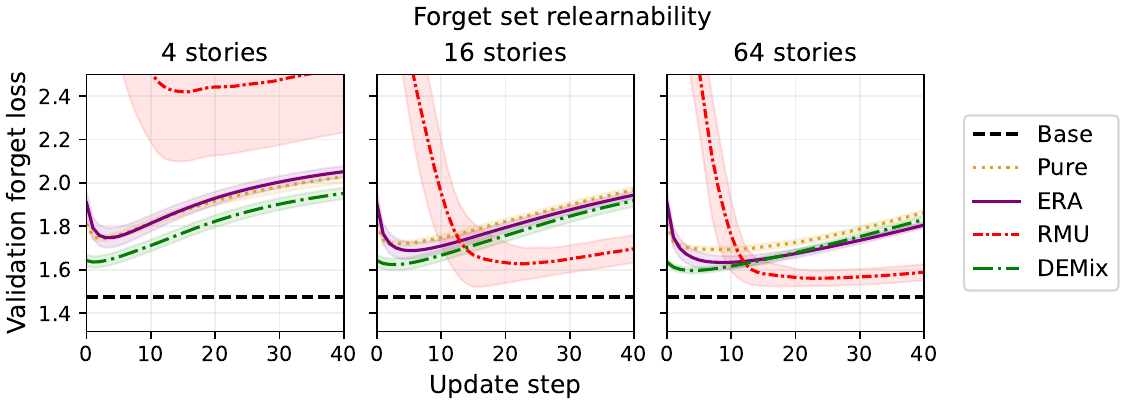 Forget set relearnability
4 stories
16 stories
64 stories
Validation forget loss
2.4
2.2
2.0
1.8
1.6
1.4
0 10 20 30 40
0 10 20 30 40
0 10 20 30 40
Update step
Base
Pure
ERA
RMU
DEMix